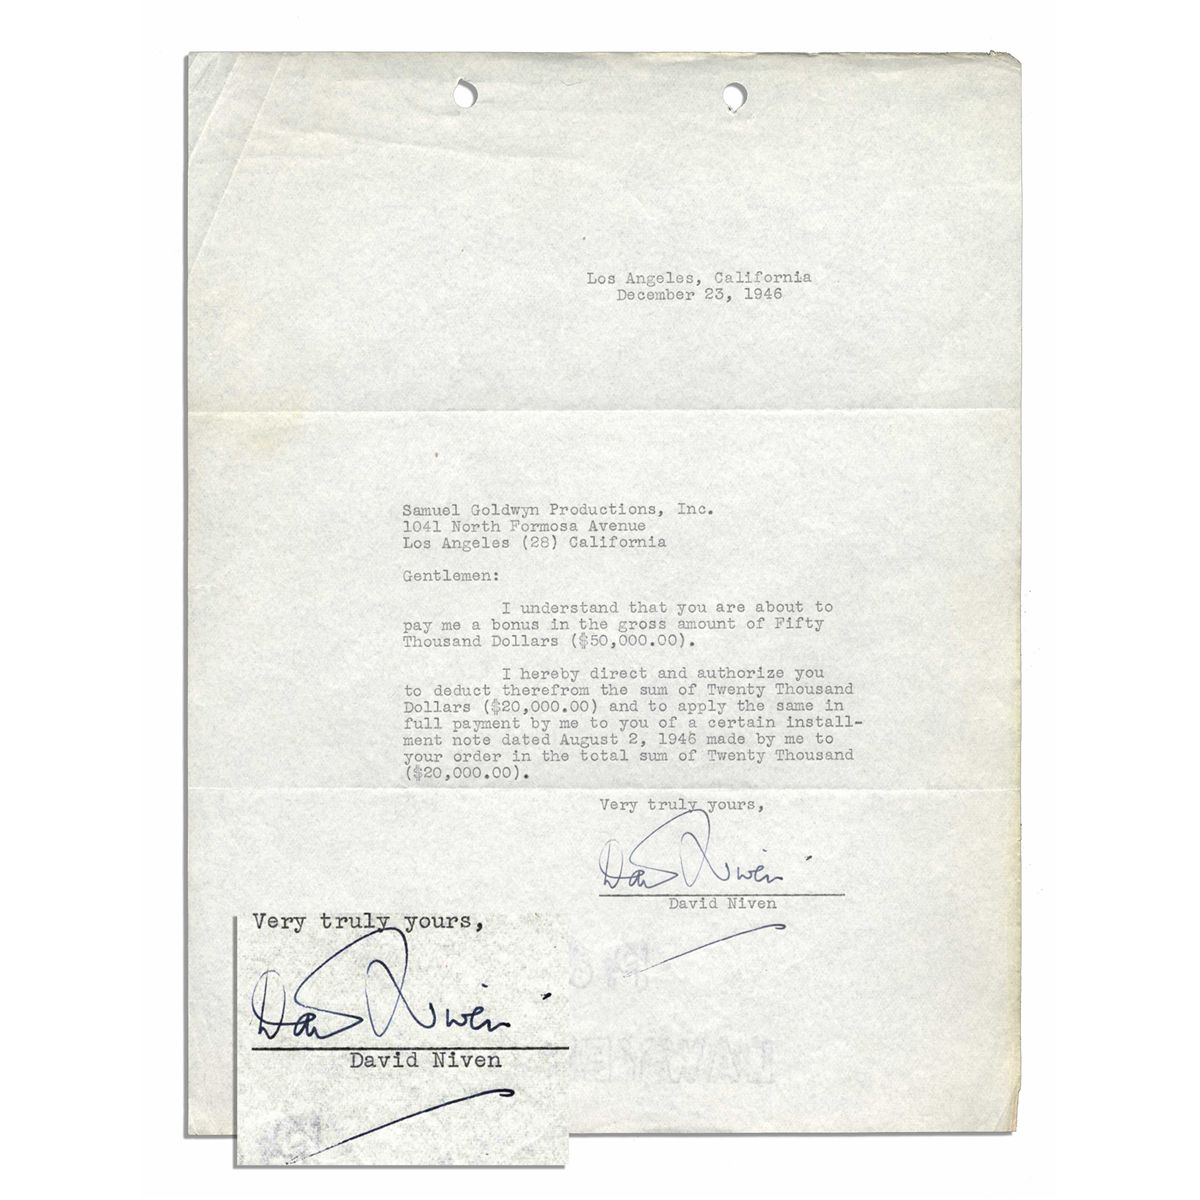 Los Angeles, California
December 23, 1946
Samuel Goldwyn Productions, Inc.
1041 North Formosa Avenue
Los Angeles (28) California
Gentlemen:
I understand that you are about to
pay me a bonus in the gross amount of Fifty
Thousand Dollars ($50,000.00).
I hereby direct and authorize you
to deduct therefrom the sum of Twenty Thousand
Dollars ($20,000.00) and to apply the same in
full payment by me to you of a certain install-
ment note dated August 2, 1946 made by me to
your order in the total sum of Twenty Thousand
($20,000.00).
Very truly yours,
David Niven
David Niven
Very truly yours,
David Niven
David Niven